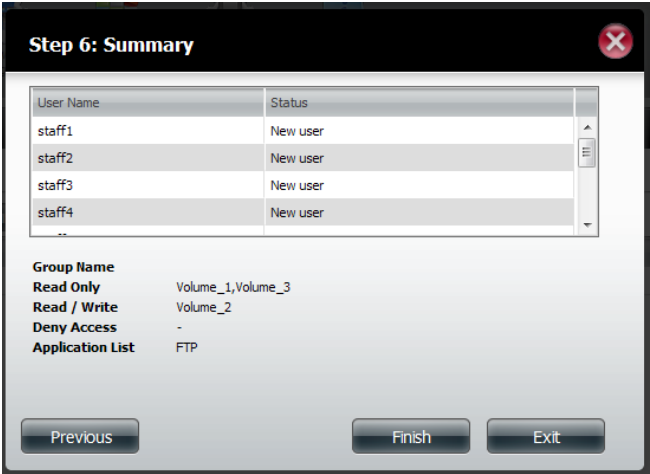 Step 6: Summary
User Name Status
staff1 New user
staff2 New user
staff3 New user
staff4 New user
Group Name
Read Only Volume_1,Volume_3
Read / Write Volume_2
Deny Access -
Application List FTP
Previous Finish Exit